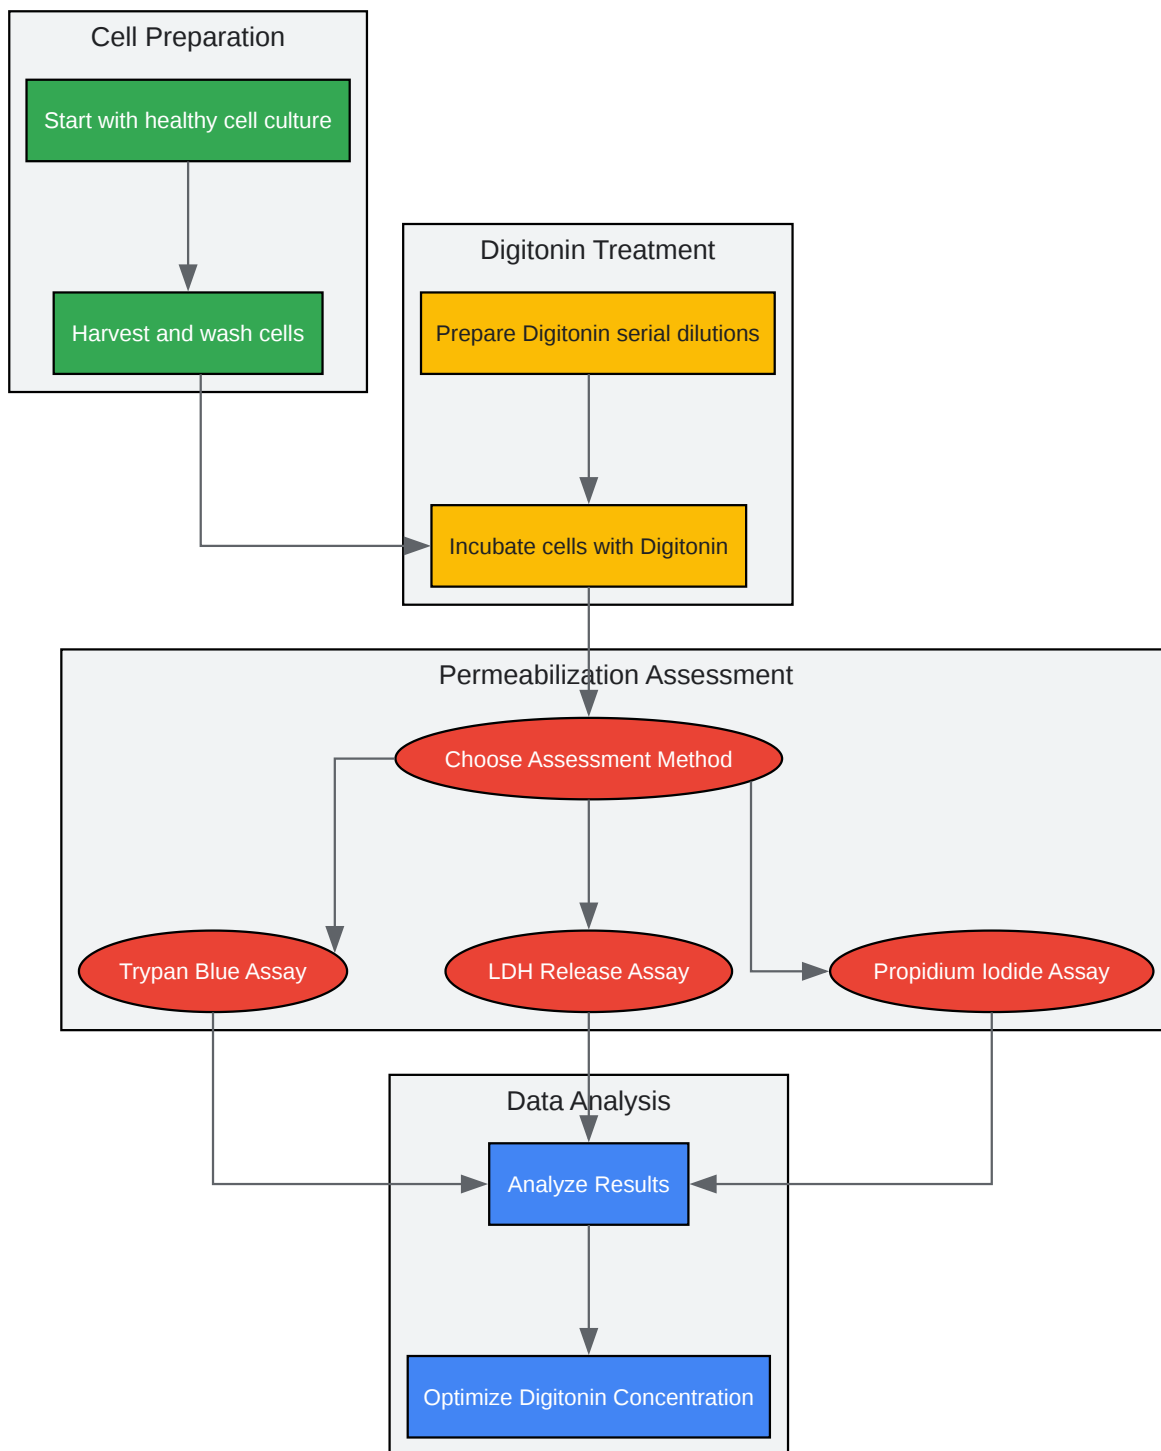 Cell Preparation
Start with healthy cell culture
Harvest and wash cells
Digitonin Treatment
Prepare Digitonin serial dilutions
Incubate cells with Digitonin
Permeabilization Assessment
Choose Assessment Method
Trypan Blue Assay
LDH Release Assay
Propidium Iodide Assay
Data Analysis
Analyze Results
Optimize Digitonin Concentration